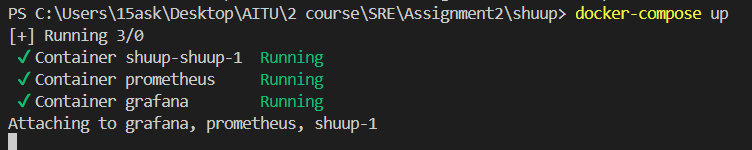 PS C:\Users\15ask\Desktop\AITU\2 course\SRE\Assignment2\shuup> docker-compose up
[+] Running 3/0
✔ Container shuup-shuup-1  Running
✔ Container prometheus     Running
✔ Container grafana        Running
Attaching to grafana, prometheus, shuup-1